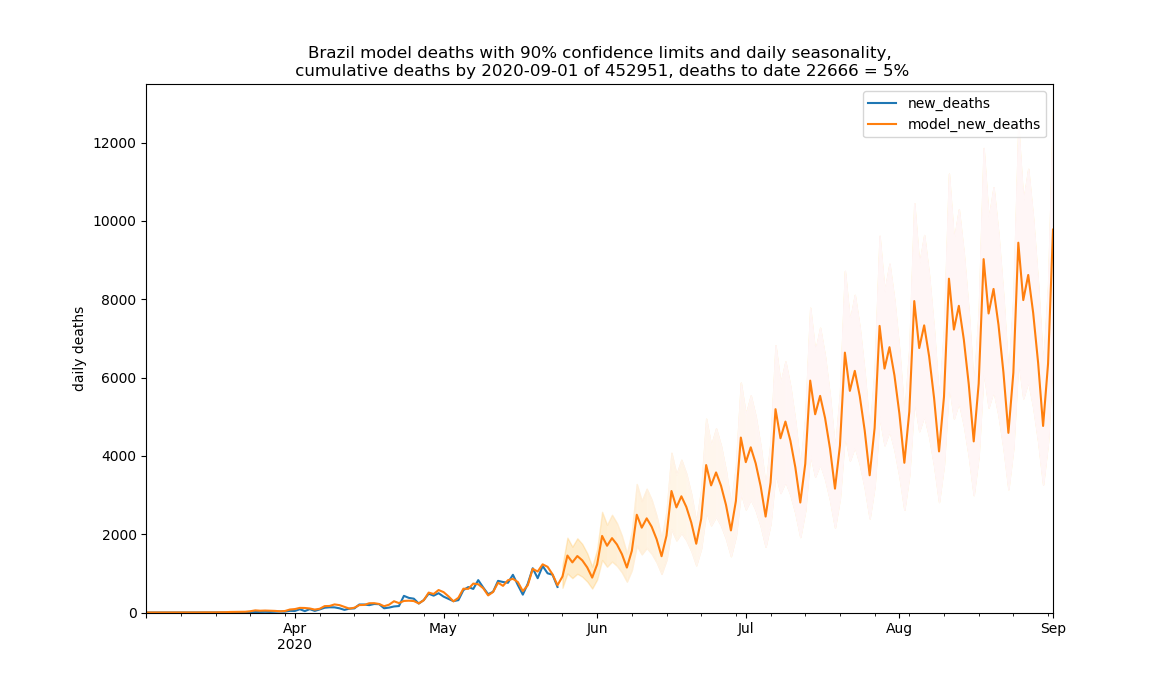 Brazil model deaths with 90% confidence limits and daily seasonality,
cumulative deaths by 2020-09-01 of 452951, deaths to date 22666 = 5%
new_deaths
model_new_deaths
daily deaths
12000
10000
8000
6000
4000
2000
0
Apr
2020
May
Jun
Jul
Aug
Sep